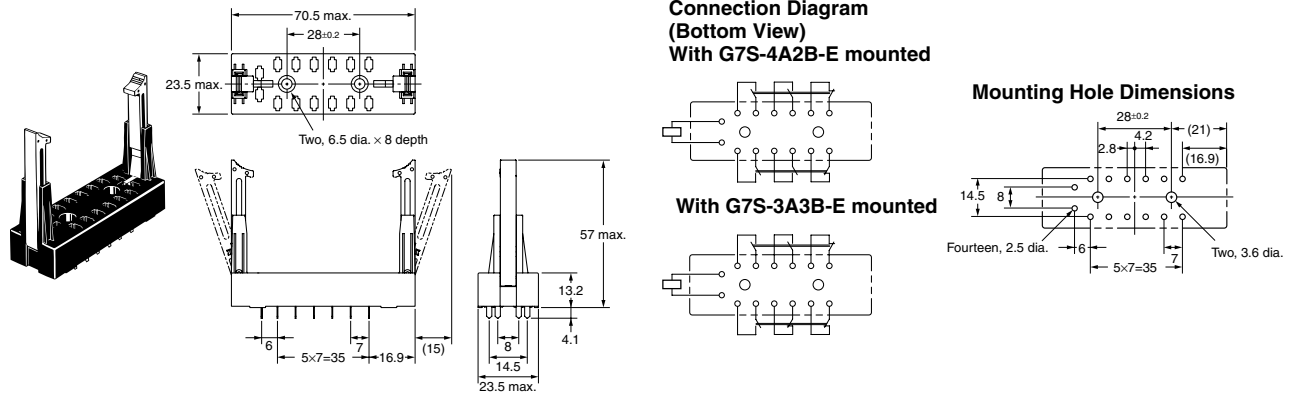 70.5 max.
28±0.2
23.5 max.
Two, 6.5 dia. × 8 depth
57 max.
13.2
4.1
6
7
5×7=35
16.9
(15)
8
14.5
23.5 max.
Connection Diagram
(Bottom View)
With G7S-4A2B-E mounted
With G7S-3A3B-E mounted
Mounting Hole Dimensions
28±0.2
(21)
4.2
2.8
(16.9)
14.5
8
Fourteen, 2.5 dia.
6
7
Two, 3.6 dia.
5×7=35